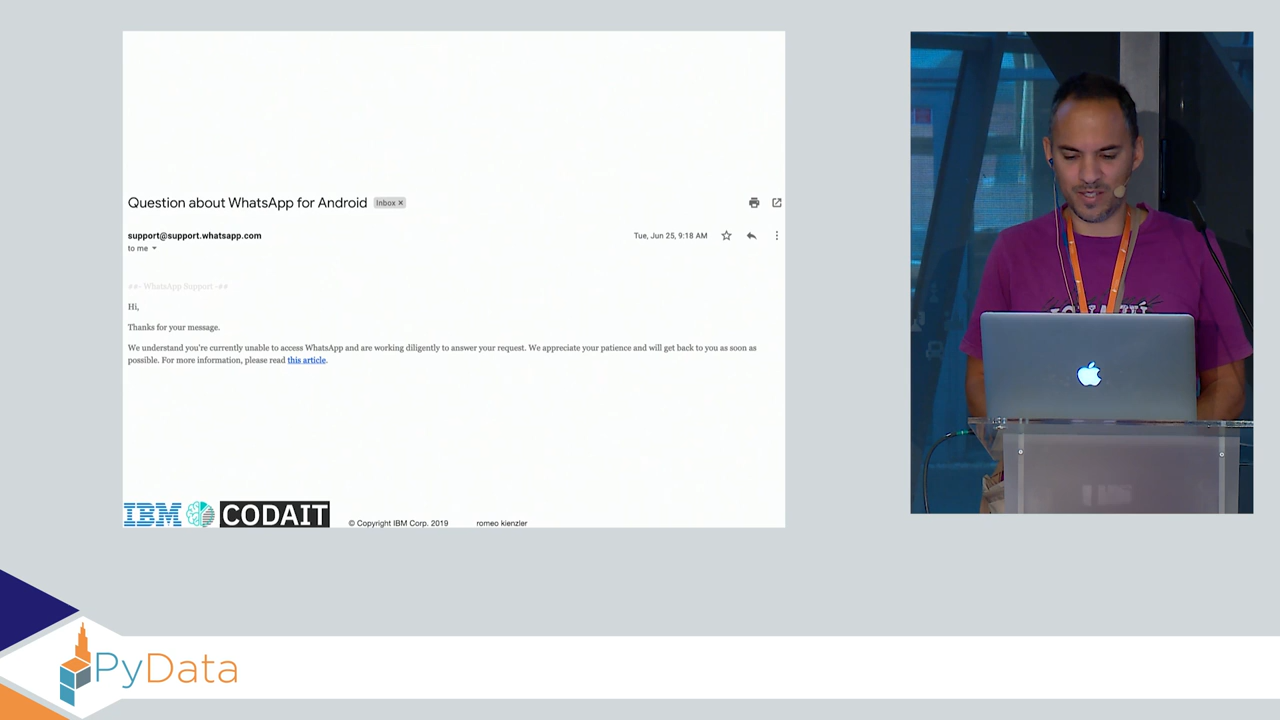 Question about WhatsApp for Android Inbox ×
support@support.whatsapp.com Tue, Jun 25, 9:18 AM
to me
##- WhatsApp Support -##
Hi,
Thanks for your message.
We understand you're currently unable to access WhatsApp and are working diligently to answer your request. We appreciate your patience and will get back to you as soon as
possible. For more information, please read this article.
IBM CODAIT © Copyright IBM Corp. 2019 romeo kienzler
PyData